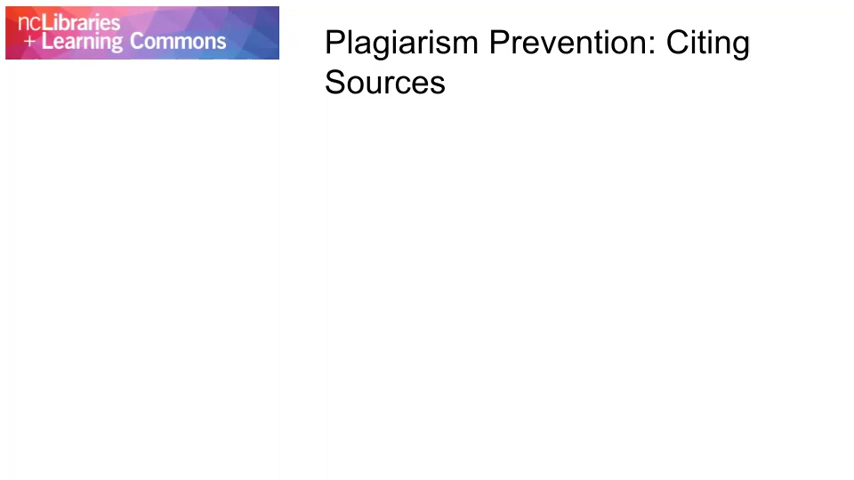 ncLibraries
+ Learning Commons
Plagiarism Prevention: Citing
Sources